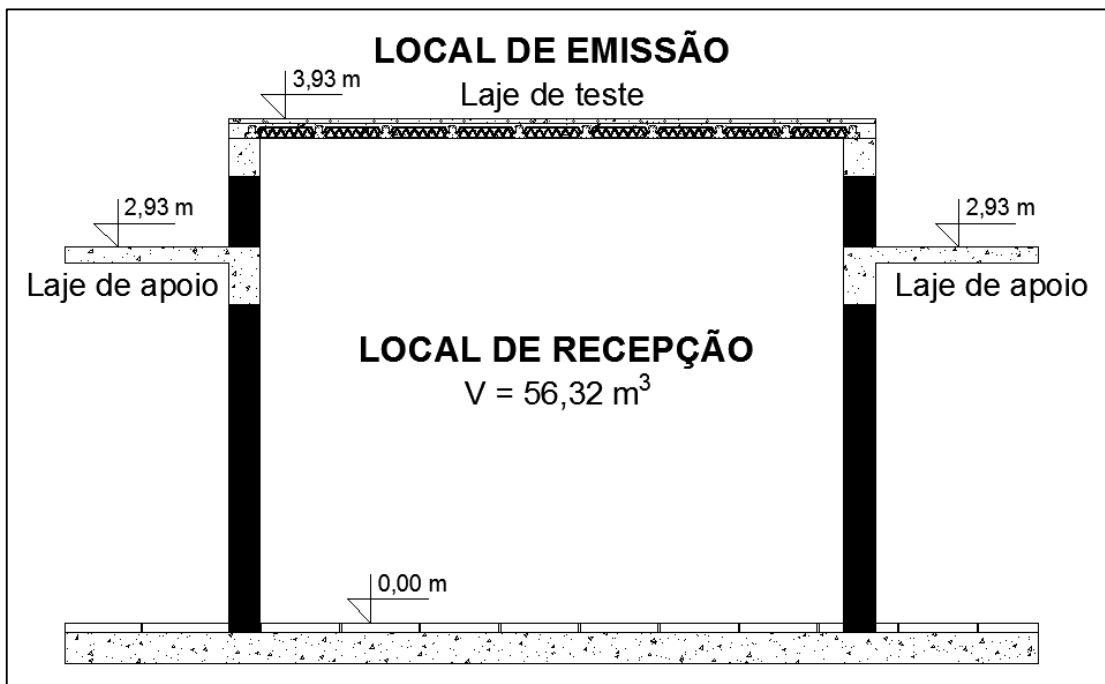 LOCAL DE EMISSÃO
3,93 m
Laje de teste
2,93 m
2,93 m
Laje de apoio
Laje de apoio
LOCAL DE RECEPÇÃO
V = 56,32 m³
0,00 m